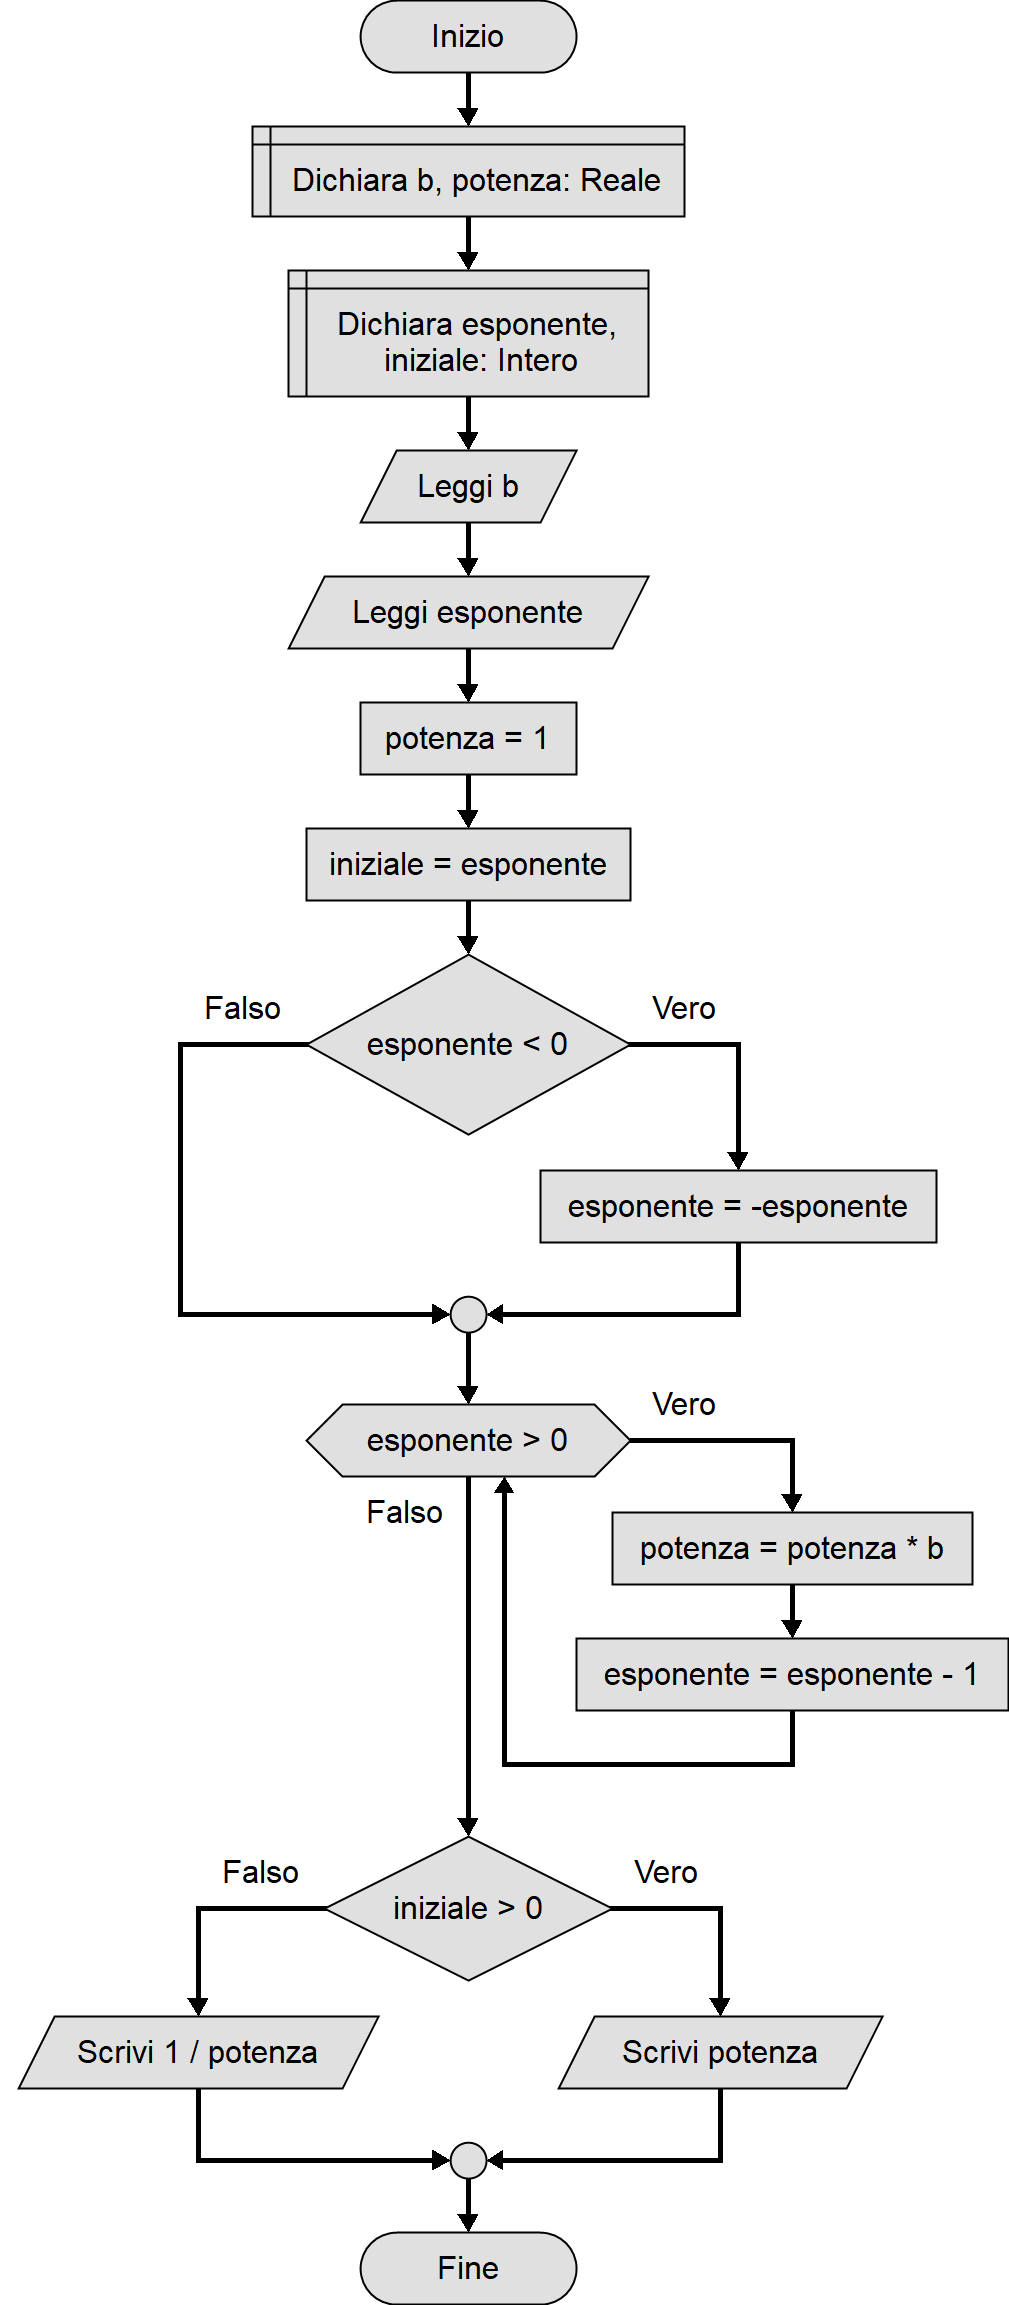 Inizio
Dichiara b, potenza: Reale
Dichiara esponente,
iniziale: Intero
Leggi b
Leggi esponente
potenza = 1
iniziale = esponente
Falso
Vero
esponente < 0
esponente = -esponente
Vero
esponente > 0
Falso
potenza = potenza * b
esponente = esponente - 1
Falso
Vero
iniziale > 0
Scrivi 1 / potenza
Scrivi potenza
Fine